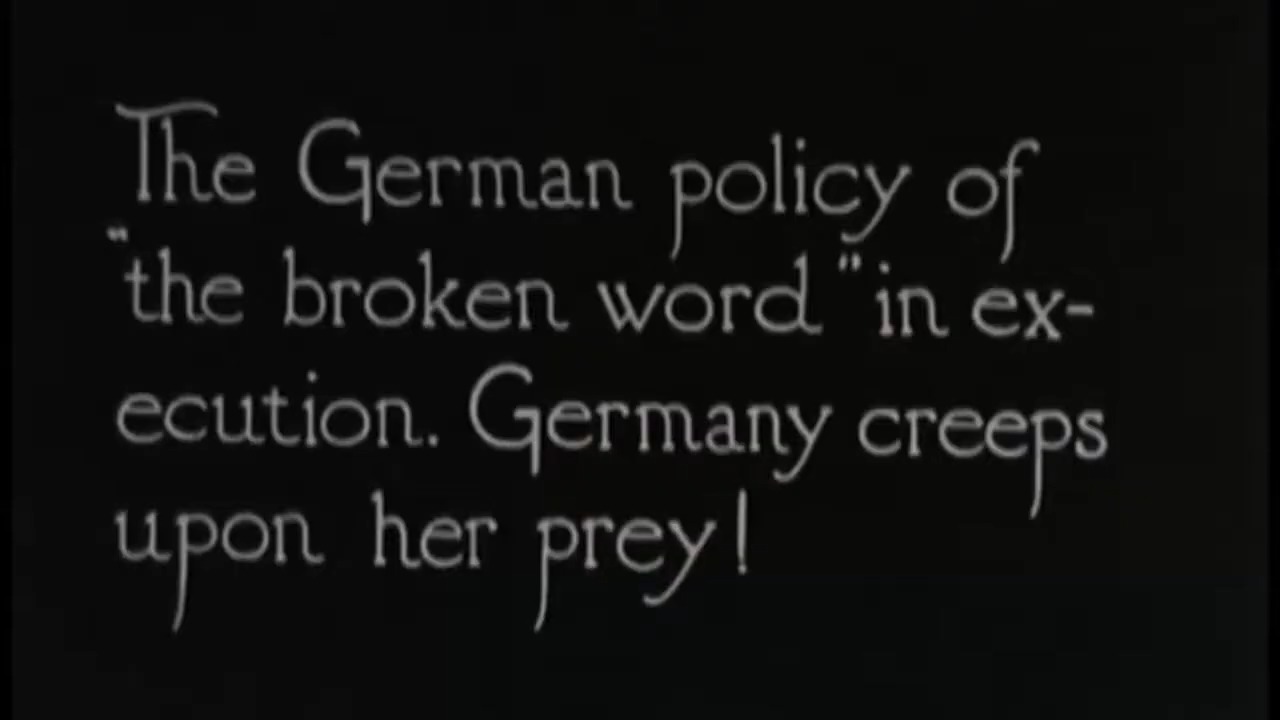 The German policy of
"the broken word" in ex-
ecution. Germany creeps
upon her prey!